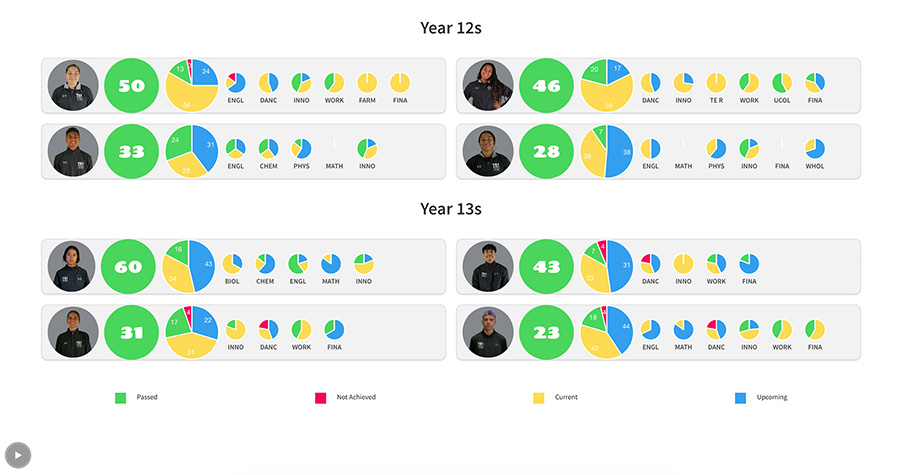 Year 12s
50
13
24
56
ENGL DANC INNO WORK FARM FINA
46
20
17
59
DANC INNO TE R WORK UCOL FINA
33
24
31
23
ENGL CHEM PHYS MATH INNO
28
7
38
29
ENGL MATH PHYS INNO FINA WHOL
Year 13s
60
16
43
34
BIOL CHEM ENGL MATH INNO
43
7
4
31
23
DANC INNO WORK FINA
31
17
4
22
31
INNO DANC WORK FINA
23
18
4
44
42
ENGL MATH DANC INNO WORK FINA
Passed
Not Achieved
Current
Upcoming